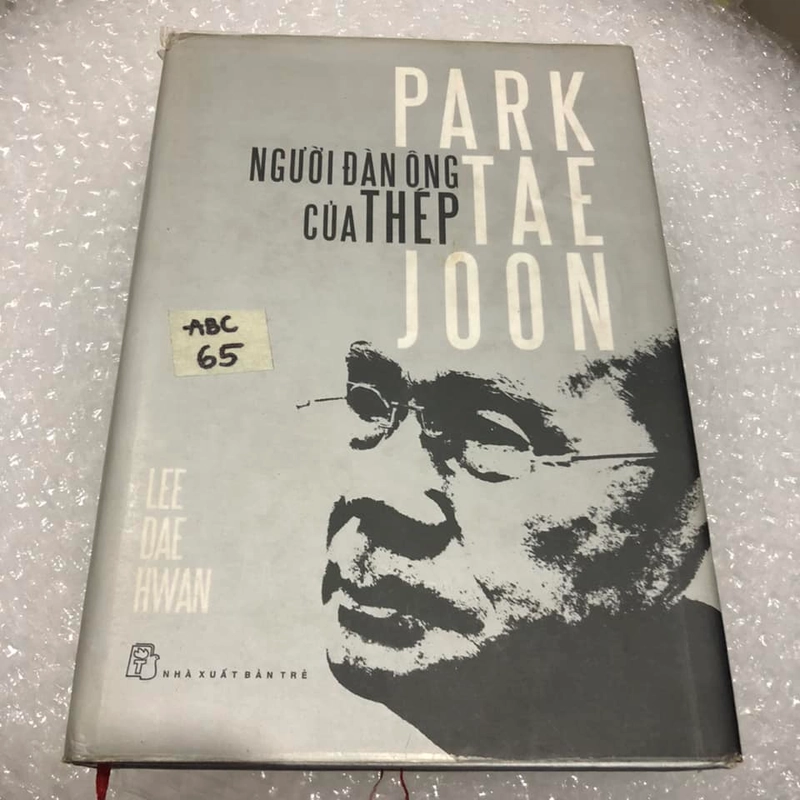 PARK
TAE
JOON
NGƯỜI ĐÀN ÔNG
CỦA THÉP
ABC
65
LEE
DAE
HWAN
NHÀ XUẤT BẢN TRẺ